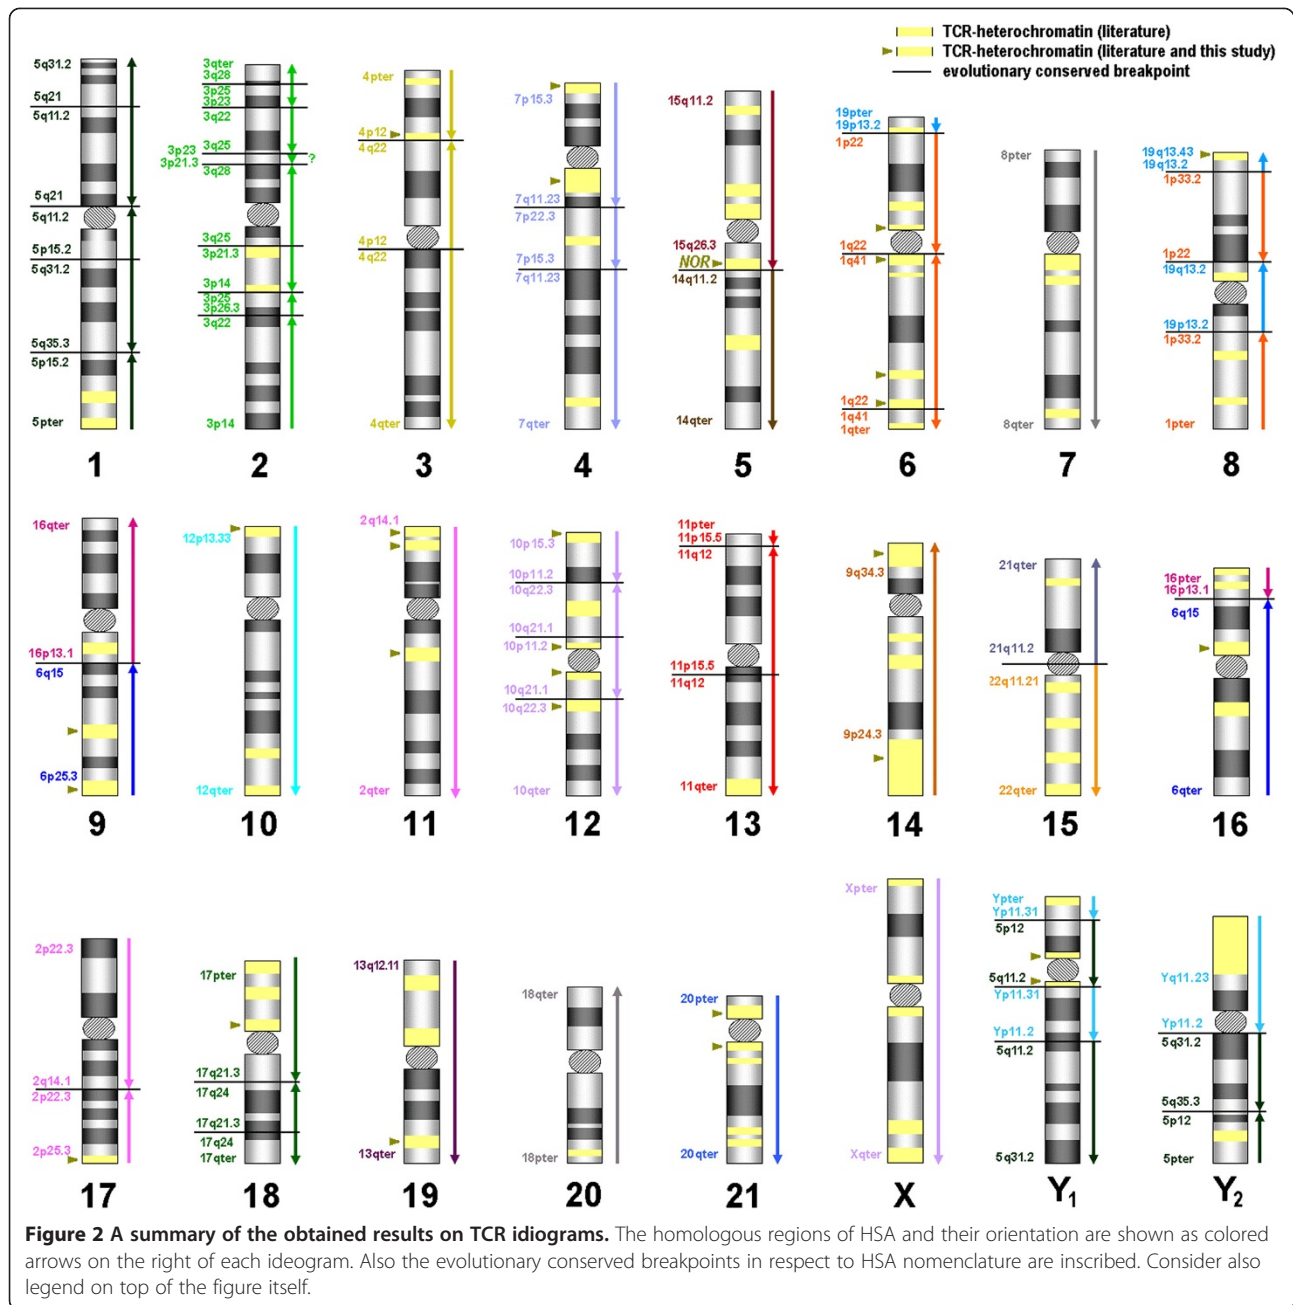 TCR-heterochromatin (literature)
TCR-heterochromatin (literature and this study)
evolutionary conserved breakpoint
5q31.2
5q21
5q11.2
5q21
5q11.2
5p15.2
5q31.2
5q35.3
5p15.2
5pter
1
3qter
3q28
3p25
3p23
3q22
3q25
3p23
3p21.3
?
3q28
3q25
3p21.3
3p14
3p25
3p26.3
3q22
3p14
2
4pter
4p12
4q22
4p12
4q22
4qter
3
7p15.3
7q11.23
7p22.3
7p15.3
7q11.23
7qter
4
15q11.2
15q26.3
NOR
14q11.2
14qter
5
19pter
19p13.2
1p22
1q22
1q41
1q22
1q41
1qter
6
8pter
8qter
7
19q13.43
19q13.2
1p33.2
1p22
19q13.2
19p13.2
1p33.2
1pter
8
16qter
16p13.1
6q15
6p25.3
9
12p13.33
12qter
10
2q14.1
2qter
11
10p15.3
10p11.2
10q22.3
10q21.1
10p11.2
10q21.1
10q22.3
10qter
12
11pter
11p15.5
11q12
11p15.5
11q12
11qter
13
9q34.3
9p24.3
14
21qter
21q11.2
22q11.21
22qter
15
16pter
16p13.1
6q15
6qter
16
2p22.3
2q14.1
2p22.3
2p25.3
17
17pter
17q21.3
17q24
17q21.3
17q24
17qter
18
13q12.11
13qter
19
18qter
18pter
20
20pter
20qter
21
Xpter
Xqter
X
Ypter
Yp11.31
5p12
5q11.2
Yp11.31
Yp11.2
5q11.2
5q31.2
Y1
Yq11.23
Yp11.2
5q31.2
5q35.3
5p12
5pter
Y2
Figure 2 A summary of the obtained results on TCR idiograms. The homologous regions of HSA and their orientation are shown as colored
arrows on the right of each ideogram. Also the evolutionary conserved breakpoints in respect to HSA nomenclature are inscribed. Consider also
legend on top of the figure itself.